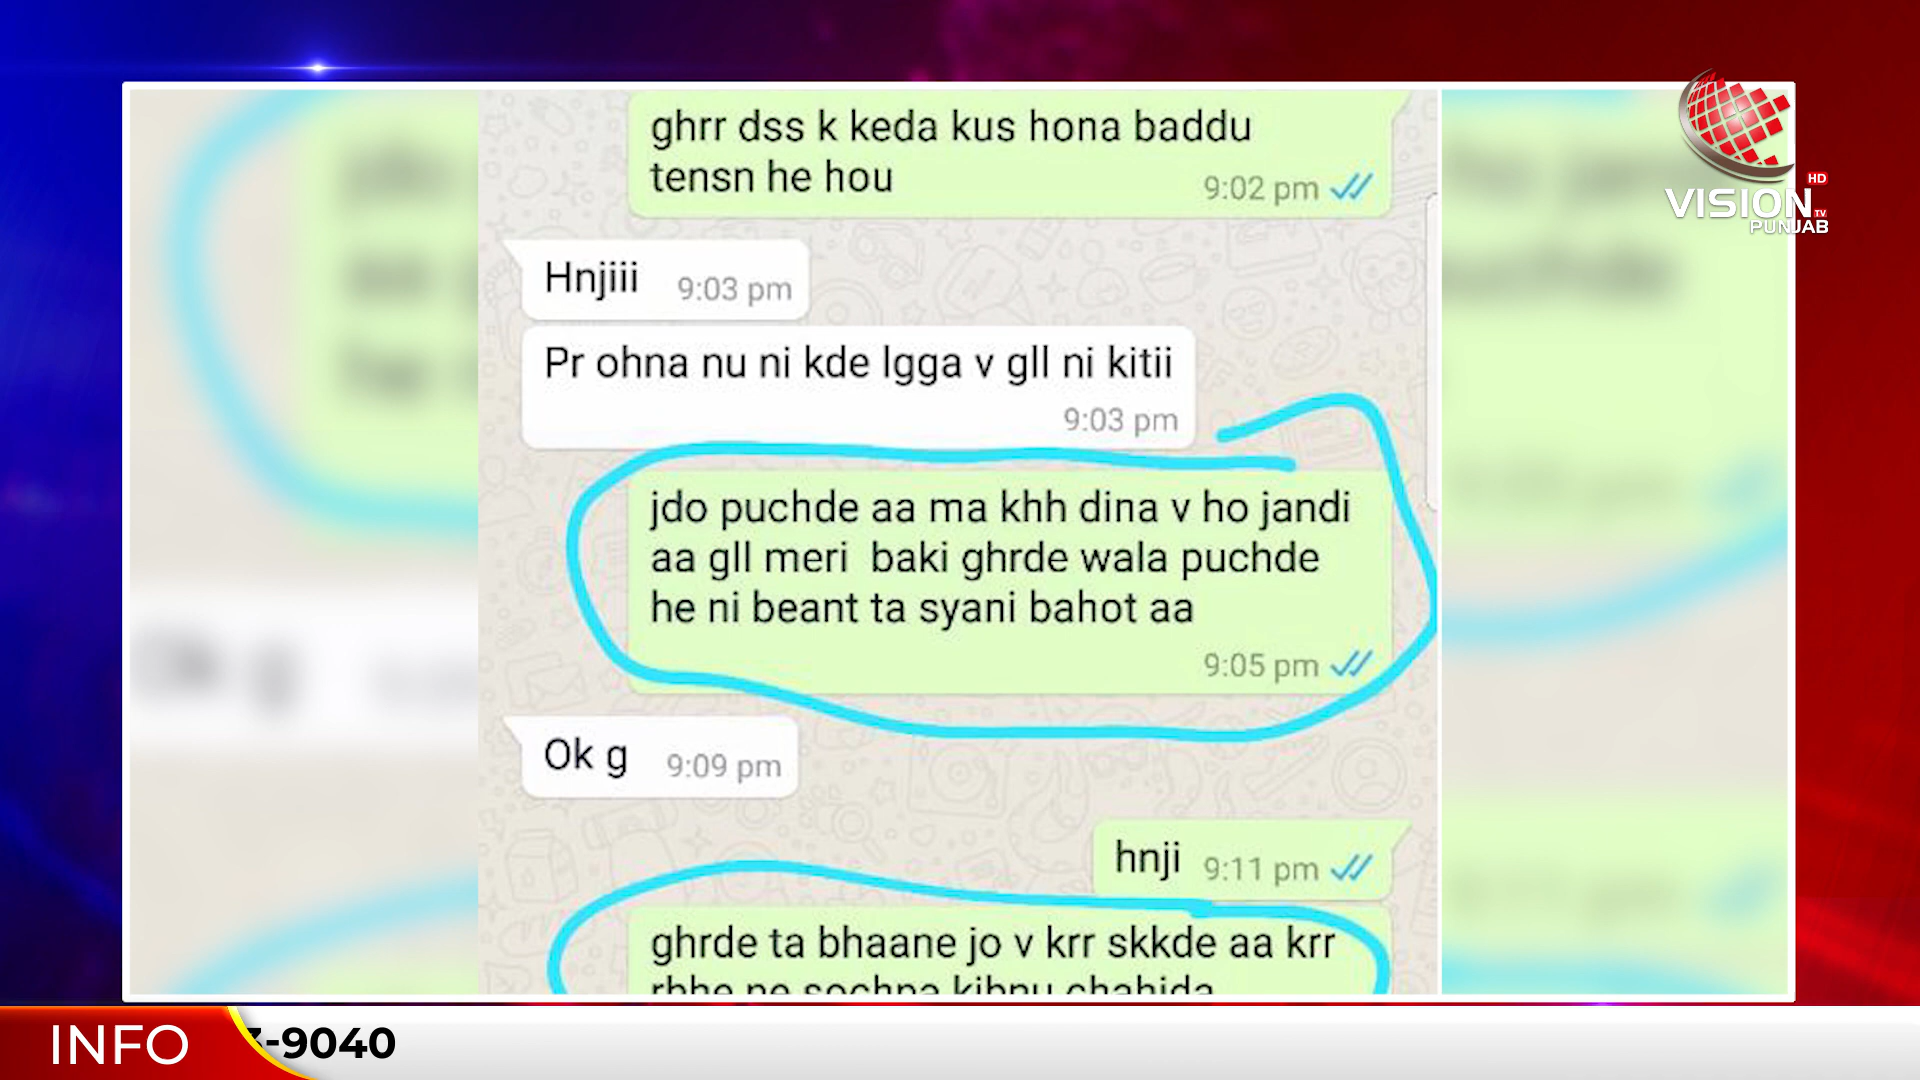 ghrr dss k keda kus hona baddu
tensn he hou
9:02 pm
Hnjiii 9:03 pm
Pr ohna nu ni kde lgga v gll ni kitii
9:03 pm
jdo puchde aa ma khh dina v ho jandi
aa gll meri baki ghrde wala puchde
he ni beant ta syani bahot aa
9:05 pm
Ok g 9:09 pm
hnji 9:11 pm
ghrde ta bhaane jo v krr skkde aa krr
HD
VISION
TV
PUNJAB
INFO
-9040